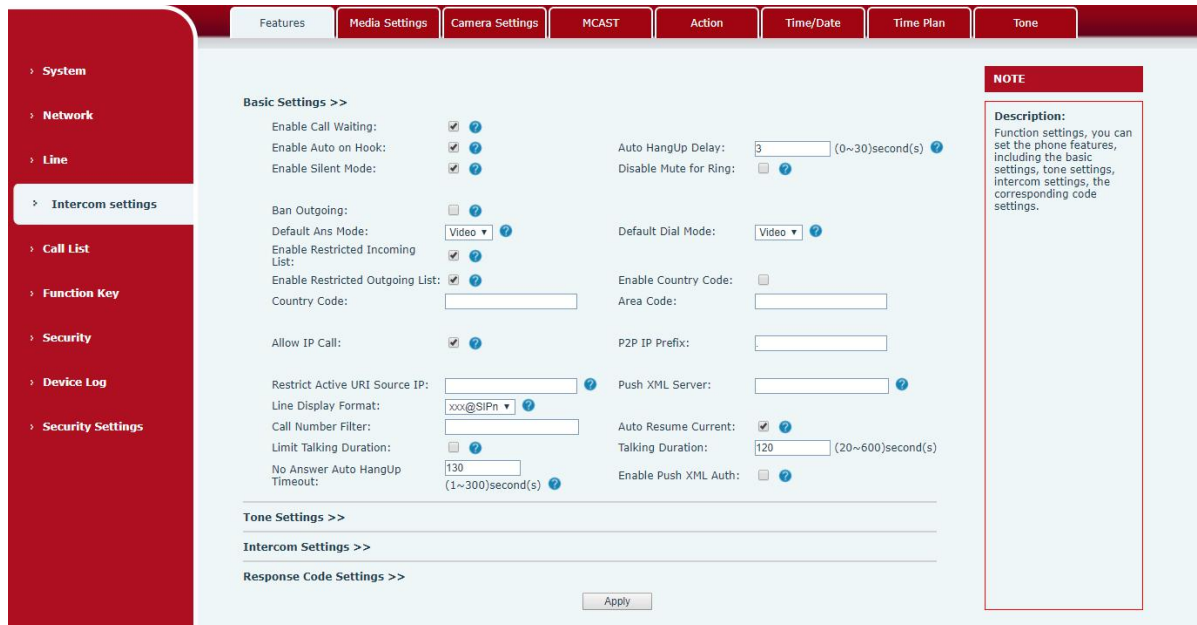 Features Media Settings Camera Settings MCAST Action Time/Date Time Plan Tone
› System
› Network
› Line
› Intercom settings
› Call List
› Function Key
› Security
› Device Log
› Security Settings
Basic Settings >>
Enable Call Waiting:
Enable Auto on Hook: Auto HangUp Delay: 3 (0~30)second(s)
Enable Silent Mode: Disable Mute for Ring:
Ban Outgoing:
Default Ans Mode: Video Default Dial Mode: Video
Enable Restricted Incoming
List:
Enable Restricted Outgoing List: Enable Country Code:
Country Code: Area Code:
Allow IP Call: P2P IP Prefix: .
Restrict Active URI Source IP: Push XML Server:
Line Display Format: xxx@SIPn
Call Number Filter: Auto Resume Current:
Limit Talking Duration: Talking Duration: 120 (20~600)second(s)
No Answer Auto HangUp
Timeout: 130
(1~300)second(s) Enable Push XML Auth:
Tone Settings >>
Intercom Settings >>
Response Code Settings >>
Apply
NOTE
Description:
Function settings, you can
set the phone features,
including the basic
settings, tone settings,
intercom settings, the
corresponding code
settings.